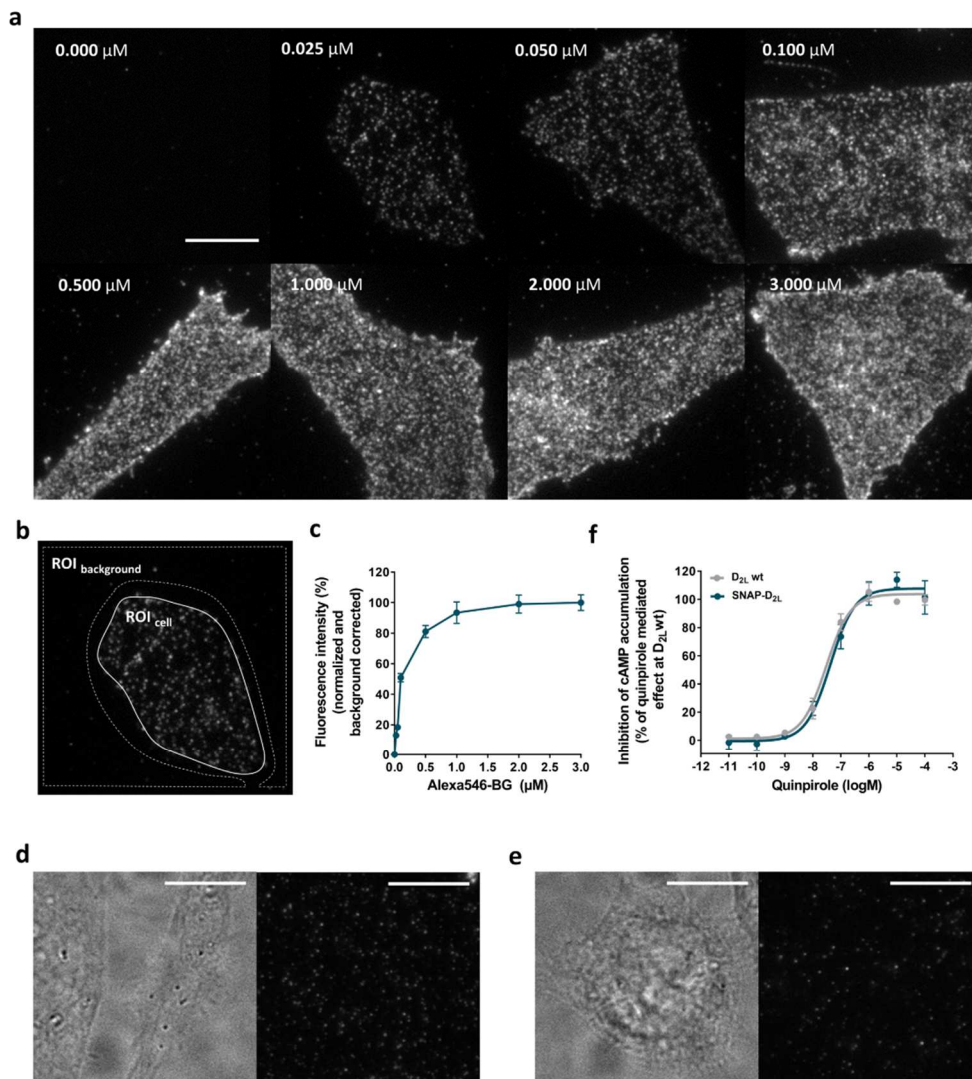 a
0.000 µM
0.025 µM
0.050 µM
0.100 µM
0.500 µM
1.000 µM
2.000 µM
3.000 µM
b
ROI background
ROI cell
c
Fluorescence intensity (%)
(normalized and
background corrected)
120
100
80
60
40
20
0
0.0 0.5 1.0 1.5 2.0 2.5 3.0
Alexa546-BG (µM)
f
Inhibition of cAMP accumulation
(% of quinpirole mediated
effect at D2L wt)
D2L wt
SNAP-D2L
120
100
80
60
40
20
0
-12 -11 -10 -9 -8 -7 -6 -5 -4 -3
Quinpirole (logM)
d
e